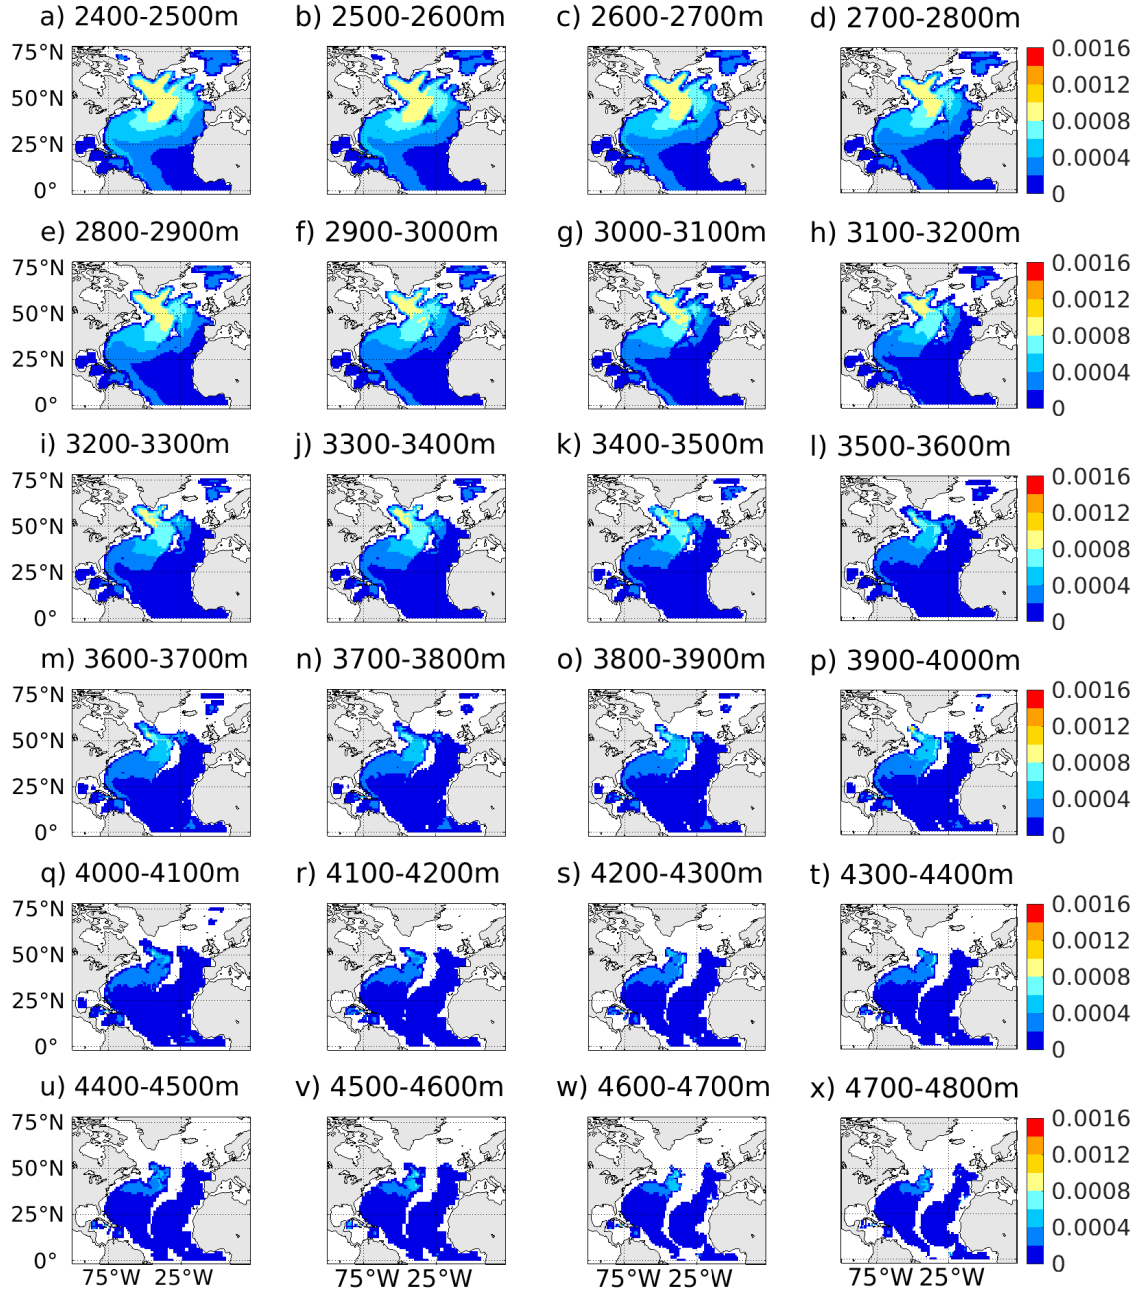 a) 2400-2500m b) 2500-2600m c) 2600-2700m d) 2700-2800m
75°N 0.0016
50°N 0.0012
0.0008
25°N 0.0004
0° 0
e) 2800-2900m f) 2900-3000m g) 3000-3100m h) 3100-3200m
75°N 0.0016
50°N 0.0012
0.0008
25°N 0.0004
0° 0
i) 3200-3300m j) 3300-3400m k) 3400-3500m l) 3500-3600m
75°N 0.0016
50°N 0.0012
0.0008
25°N 0.0004
0° 0
m) 3600-3700m n) 3700-3800m o) 3800-3900m p) 3900-4000m
75°N 0.0016
50°N 0.0012
0.0008
25°N 0.0004
0° 0
q) 4000-4100m r) 4100-4200m s) 4200-4300m t) 4300-4400m
75°N 0.0016
50°N 0.0012
0.0008
25°N 0.0004
0° 0
u) 4400-4500m v) 4500-4600m w) 4600-4700m x) 4700-4800m
75°N 0.0016
50°N 0.0012
0.0008
25°N 0.0004
0° 0
75°W 25°W 75°W 25°W 75°W 25°W 75°W 25°W